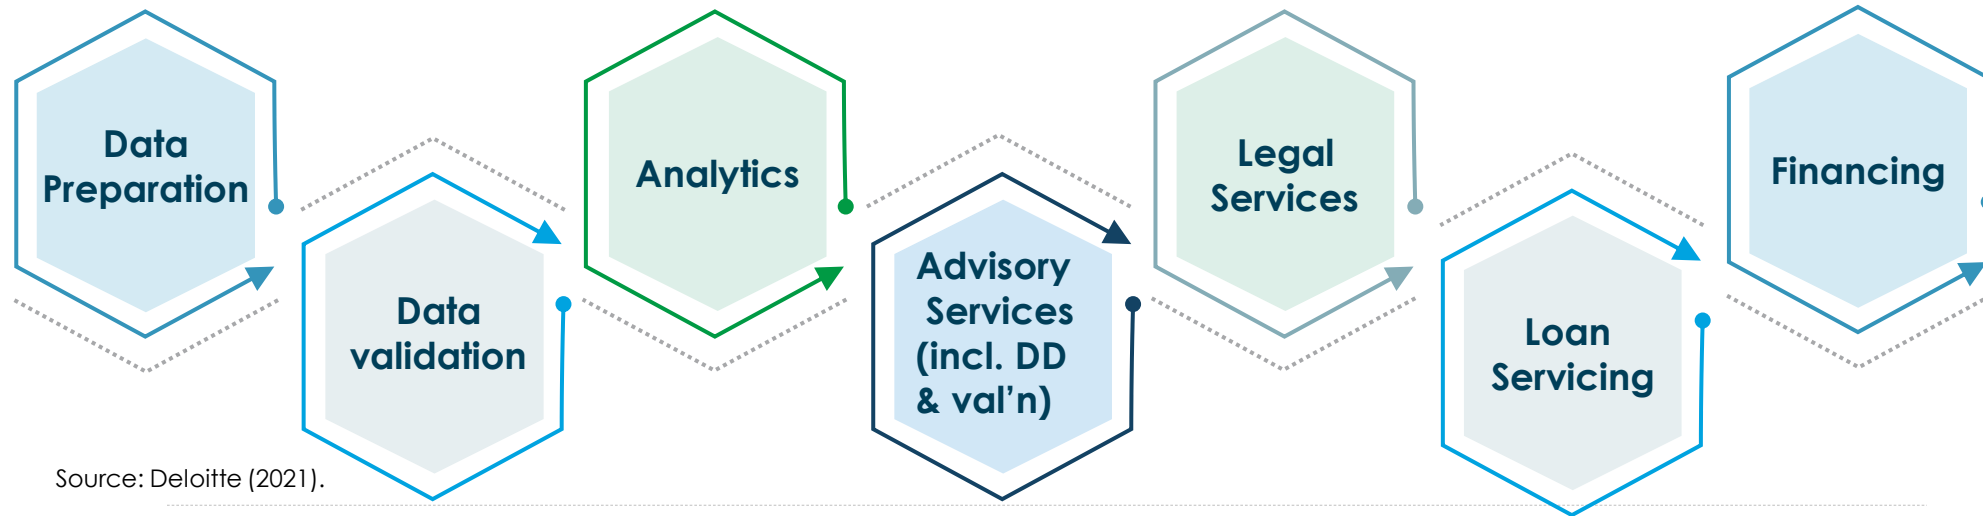 Data
Preparation
Data
validation
Analytics
Advisory
Services
(incl. DD
& val’n)
Legal
Services
Loan
Servicing
Financing
Source: Deloitte (2021).